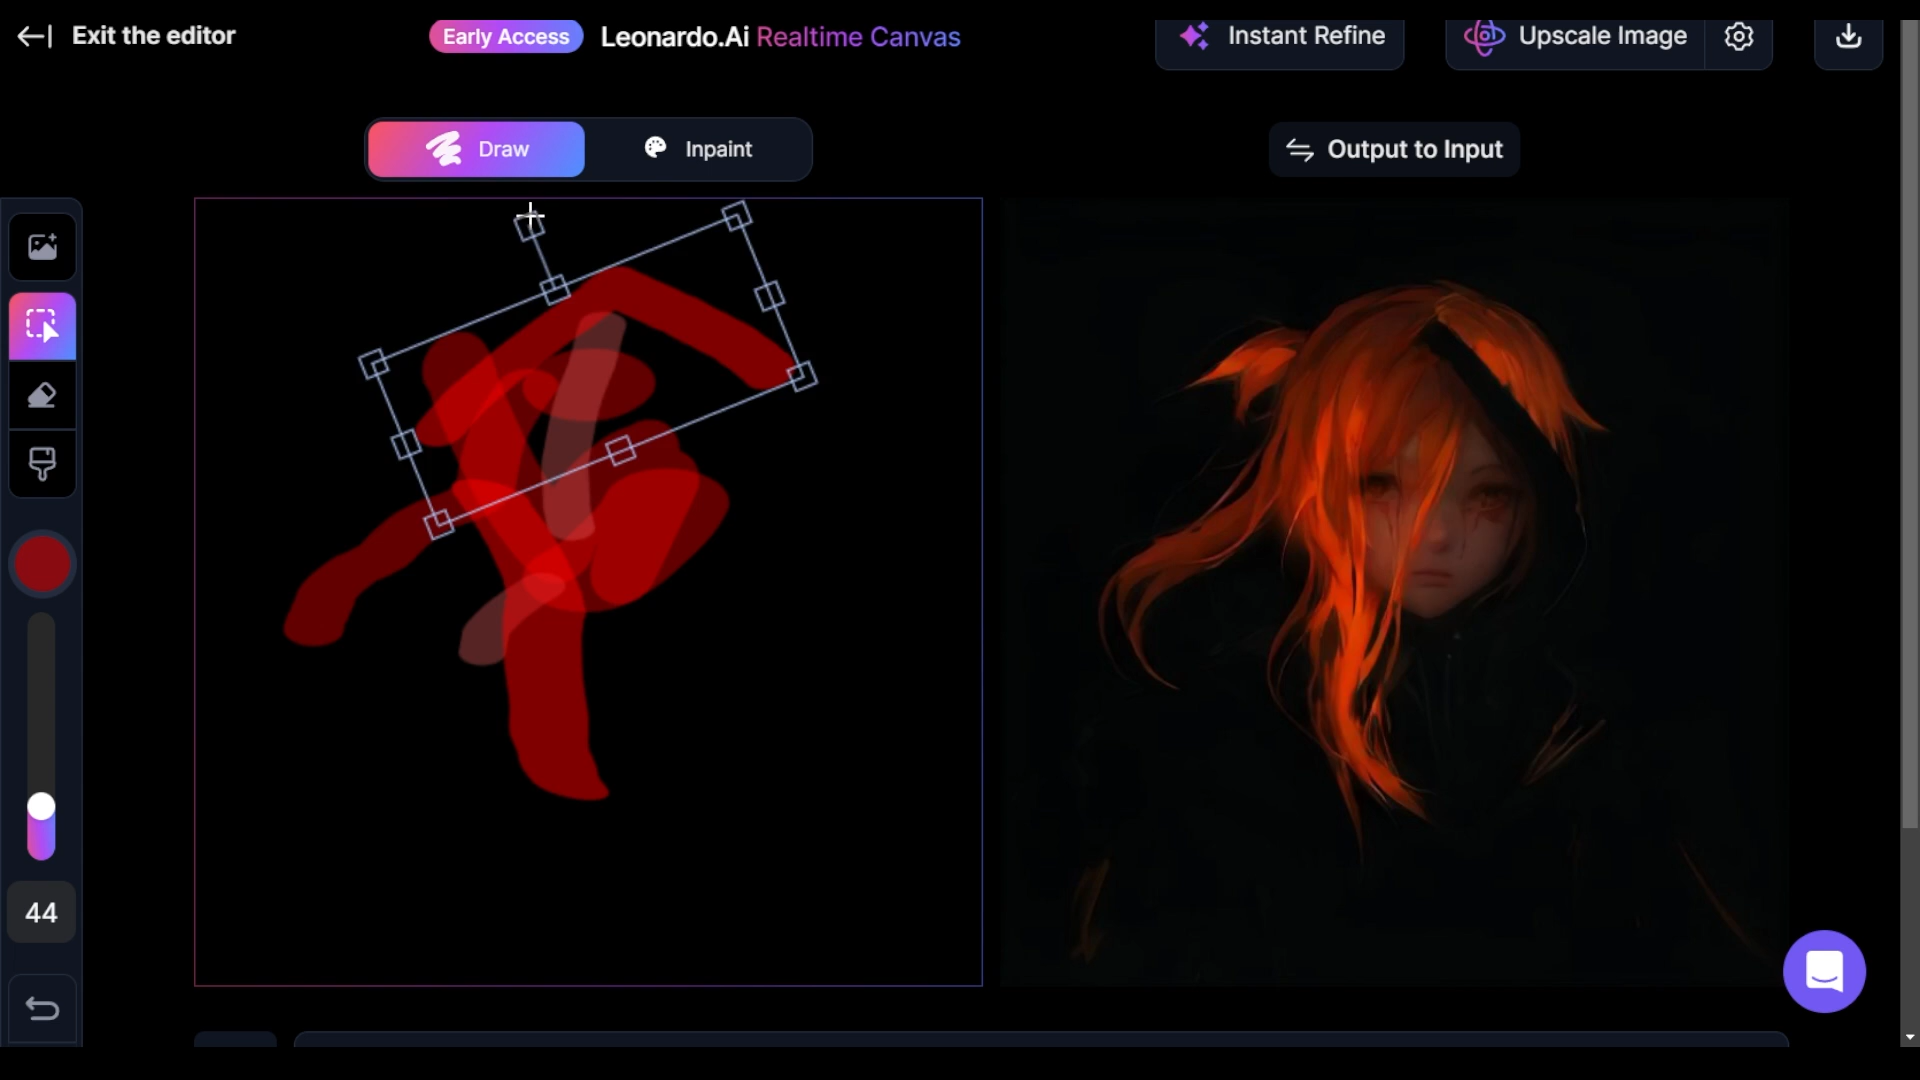 Exit the editor
Early Access Leonardo.Ai Realtime Canvas
Instant Refine
Upscale Image
Draw
Inpaint
Output to Input
44